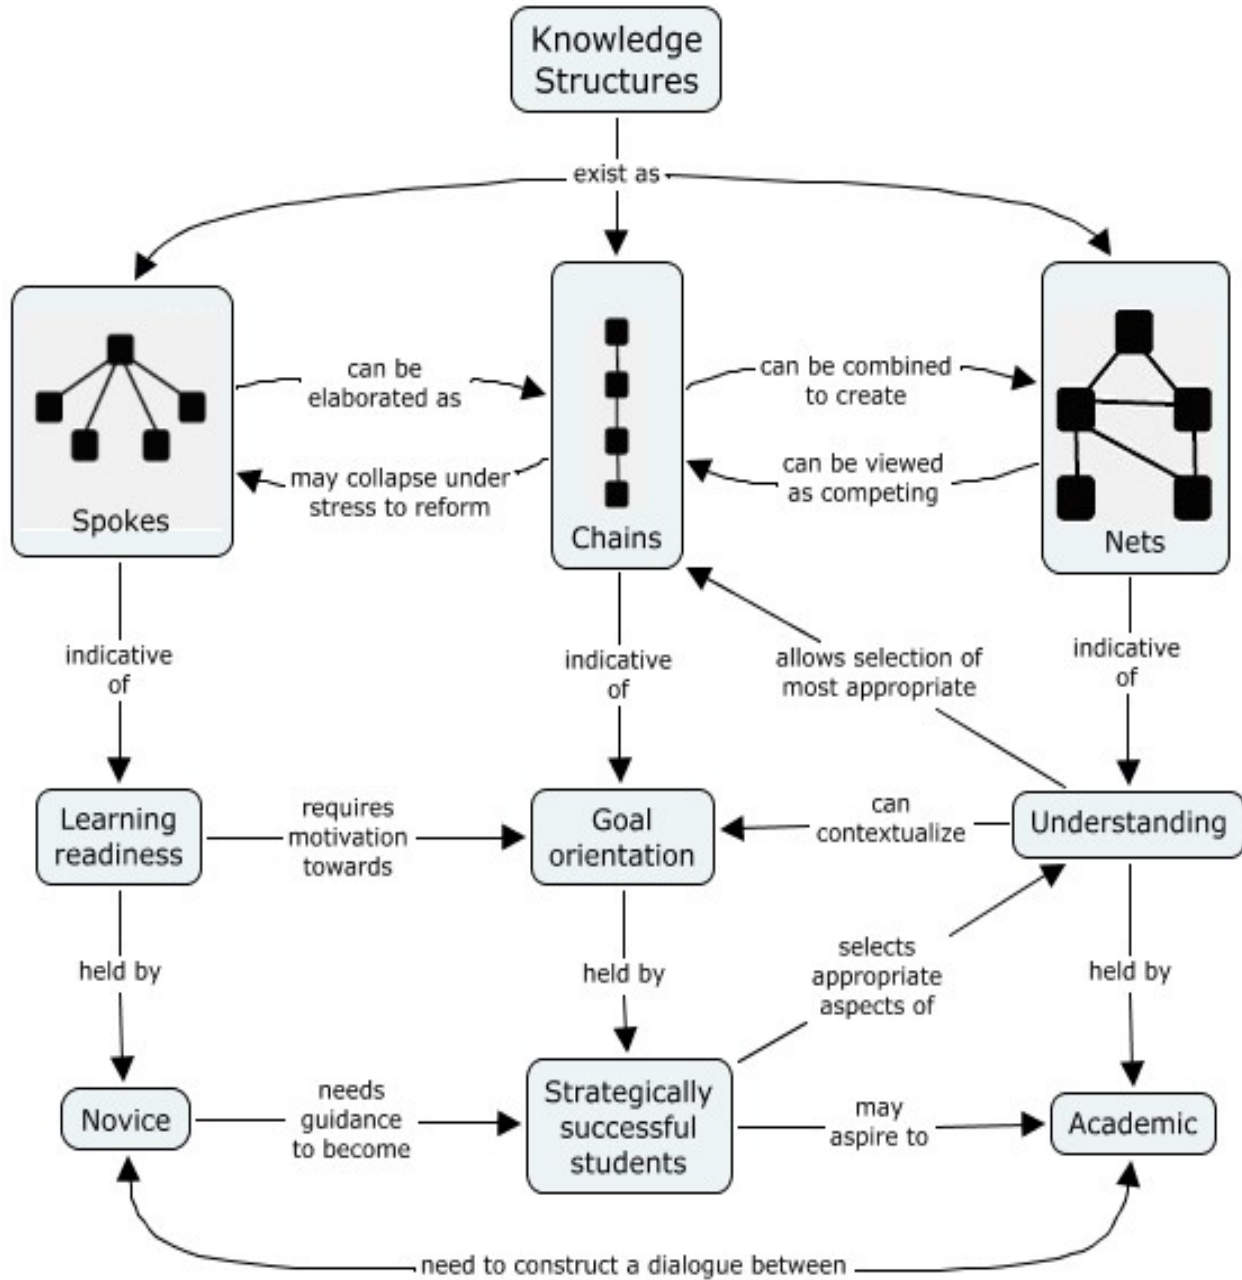 Knowledge
Structures
exist as
can be
elaborated as
may collapse under
stress to reform
can be combined
to create
can be viewed
as competing
Spokes
Chains
Nets
indicative
of
indicative
of
allows selection of
most appropriate
indicative
of
Learning
readiness
requires
motivation
towards
Goal
orientation
can
contextualize
Understanding
held by
held by
selects
appropriate
aspects of
held by
Novice
needs
guidance
to become
Strategically
successful
students
may
aspire to
Academic
need to construct a dialogue between